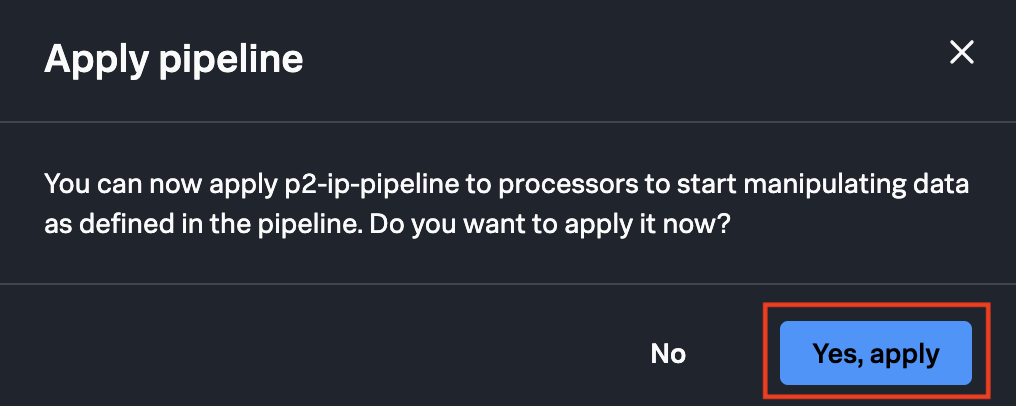 Apply pipeline
You can now apply p2-ip-pipeline to processors to start manipulating data
as defined in the pipeline. Do you want to apply it now?
No
Yes, apply